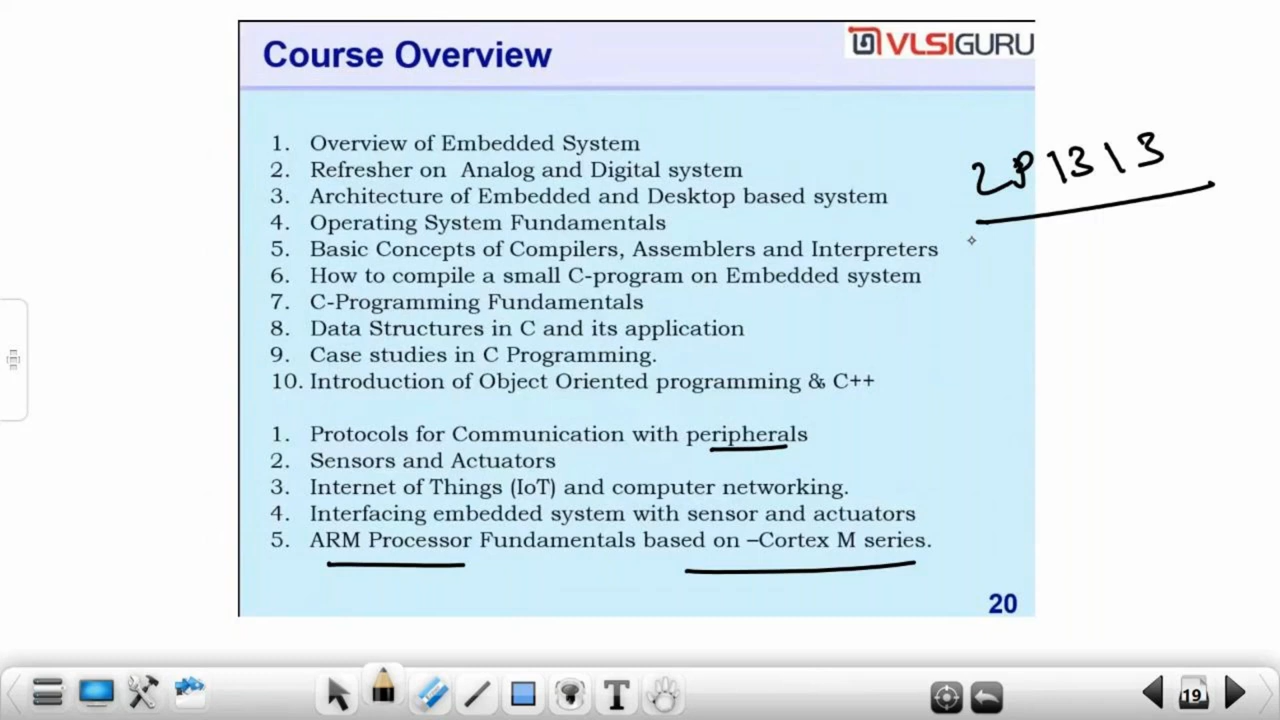 Course Overview
VLSIGURU
1. Overview of Embedded System
2. Refresher on Analog and Digital system
3. Architecture of Embedded and Desktop based system
4. Operating System Fundamentals
5. Basic Concepts of Compilers, Assemblers and Interpreters
6. How to compile a small C-program on Embedded system
7. C-Programming Fundamentals
8. Data Structures in C and its application
9. Case studies in C Programming.
10. Introduction of Object Oriented programming & C++
1. Protocols for Communication with peripherals
2. Sensors and Actuators
3. Internet of Things (IoT) and computer networking.
4. Interfacing embedded system with sensor and actuators
5. ARM Processor Fundamentals based on –Cortex M series.
20
T
19